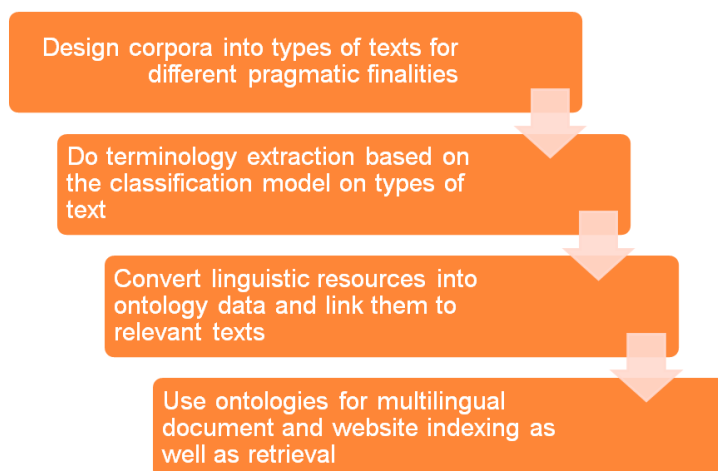 Design corpora into types of texts for
different pragmatic finalities
Do terminology extraction based on
the classification model on types of
text
Convert linguistic resources into
ontology data and link them to
relevant texts
Use ontologies for multilingual
document and website indexing as
well as retrieval